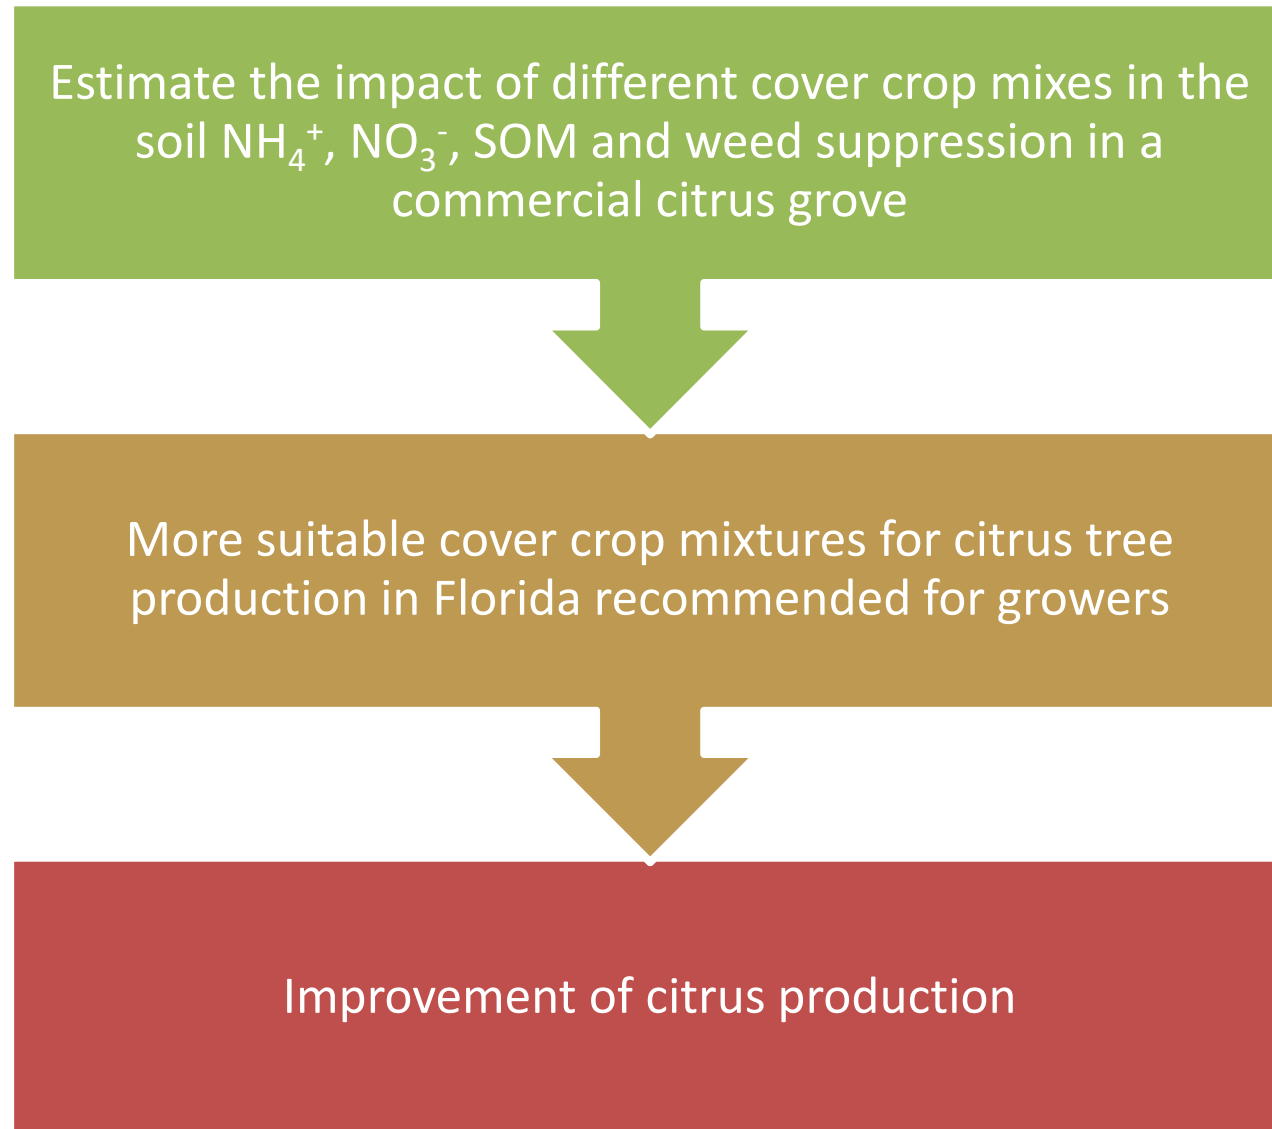 Estimate the impact of different cover crop mixes in the
soil NH₄⁺, NO₃⁻, SOM and weed suppression in a
commercial citrus grove
More suitable cover crop mixtures for citrus tree
production in Florida recommended for growers
Improvement of citrus production